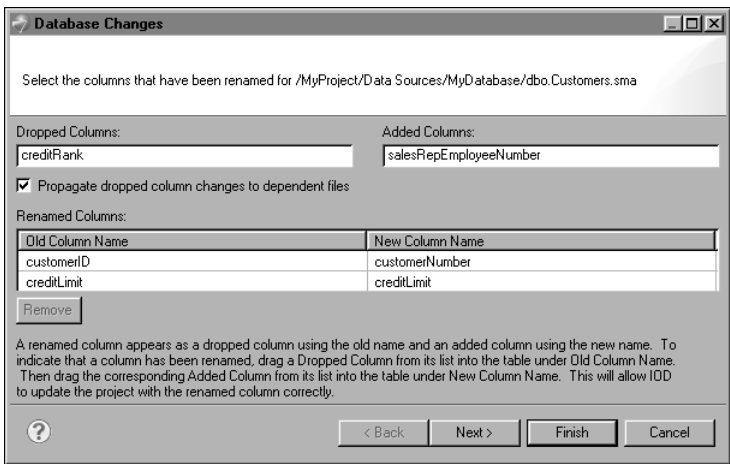 Database Changes
Select the columns that have been renamed for /MyProject/Data Sources/MyDatabase/dbo.Customers.sma
Dropped Columns: Added Columns:
creditRank salesRepEmployeeNumber
Propagate dropped column changes to dependent files
Renamed Columns:
Old Column Name New Column Name
customerID customerNumber
creditLimit creditLimit
Remove
A renamed column appears as a dropped column using the old name and an added column using the new name. To
indicate that a column has been renamed, drag a Dropped Column from its list into the table under Old Column Name.
Then drag the corresponding Added Column from its list into the table under New Column Name. This will allow IOD
to update the project with the renamed column correctly.
? < Back Next > Finish Cancel